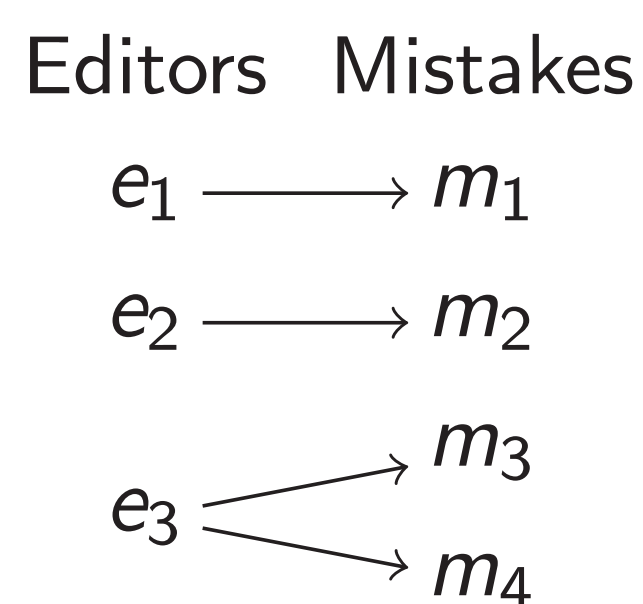 Editors Mistakes
e₁ → m₁
e₂ → m₂
m₃
e₃
m₄